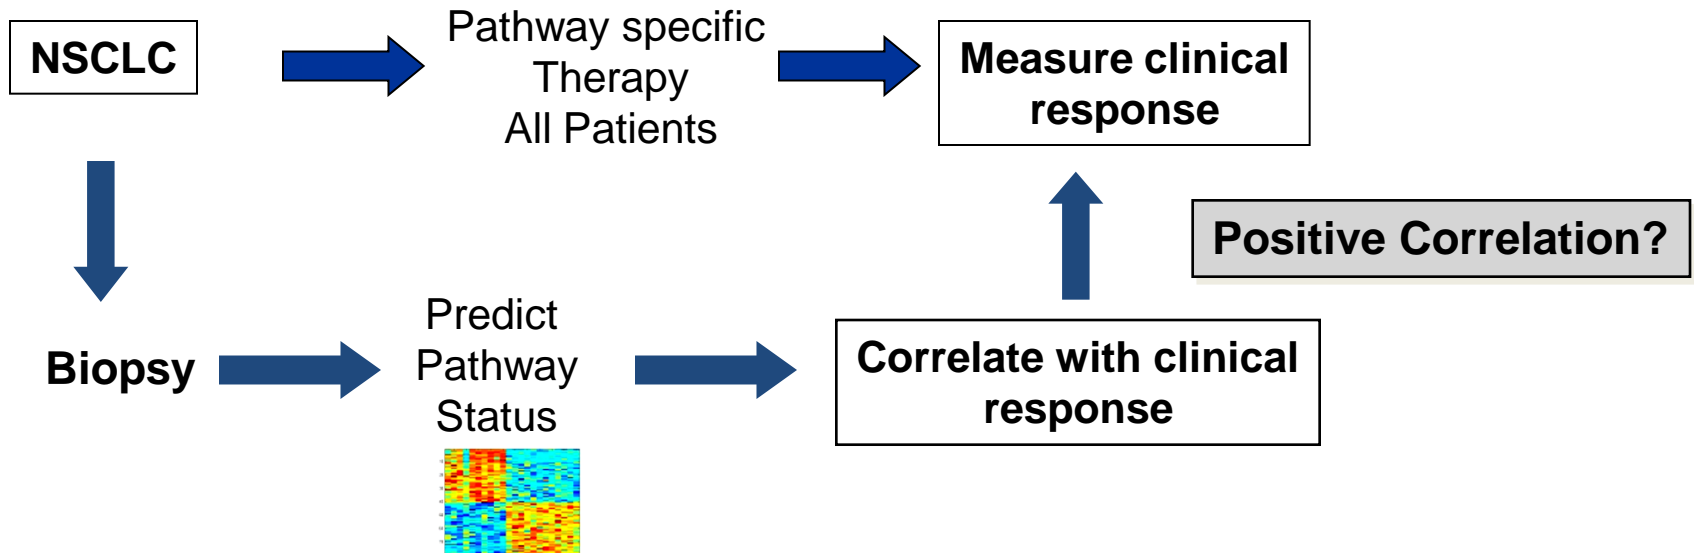 NSCLC
Pathway specific
Therapy
All Patients
Measure clinical
response
Positive Correlation?
Biopsy
Predict
Pathway
Status
Correlate with clinical
response